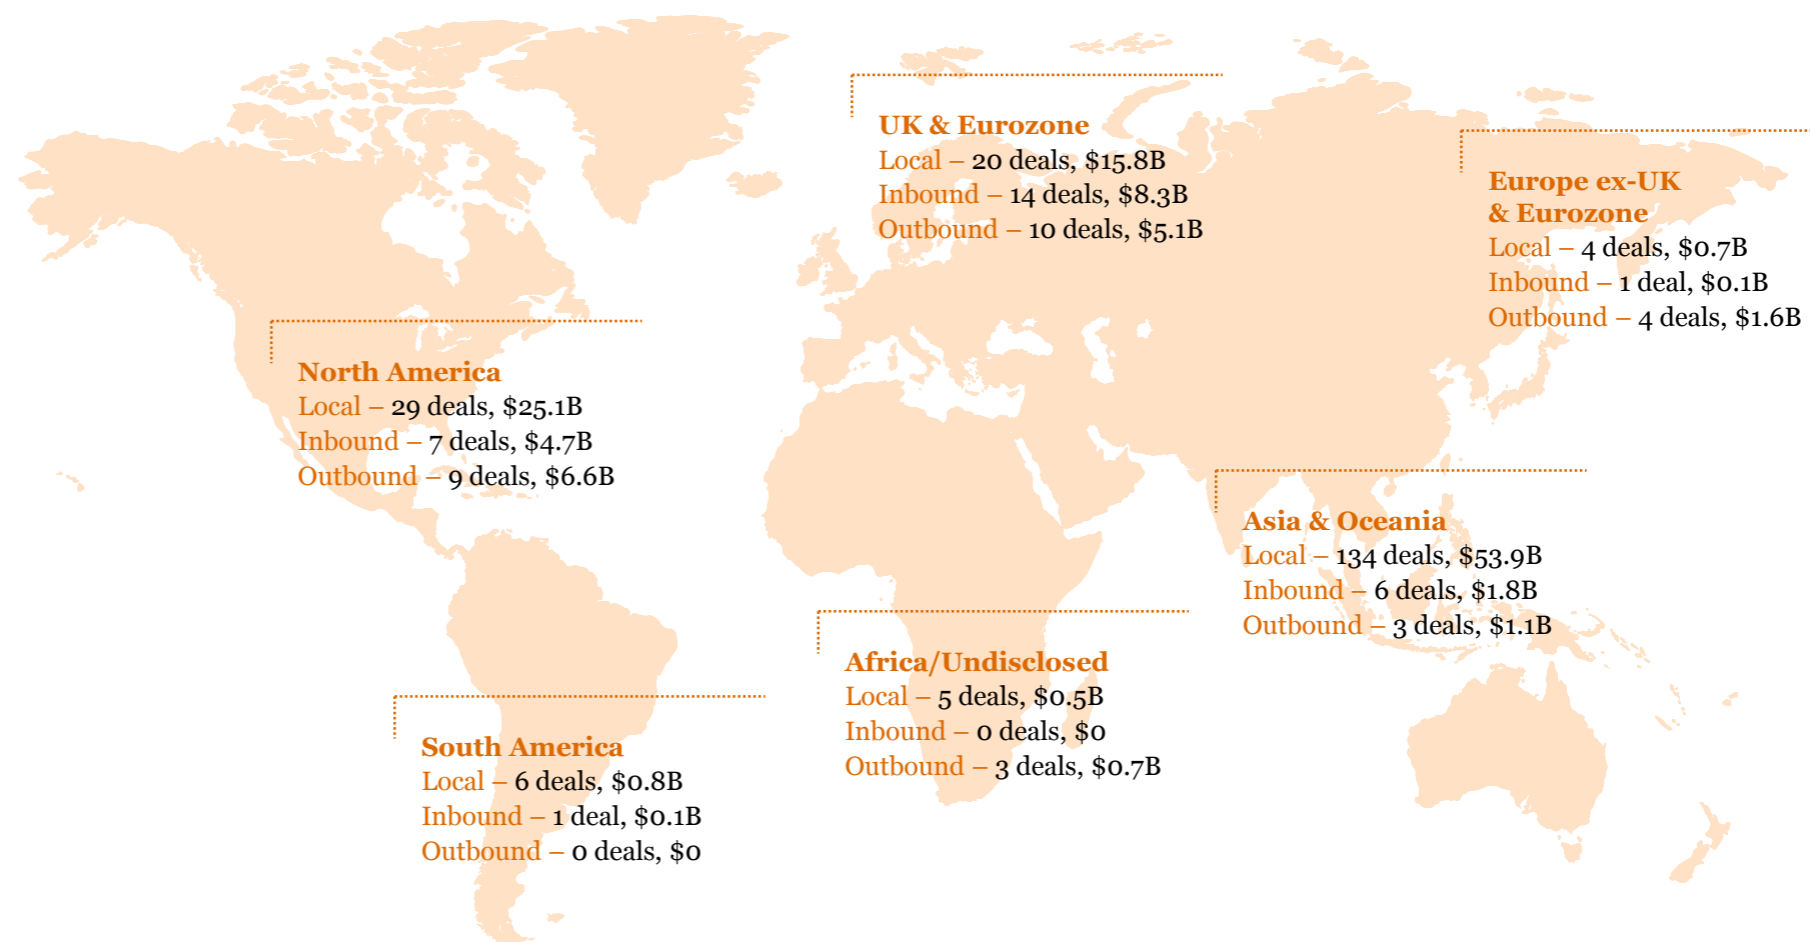 UK & Eurozone
Local – 20 deals, $15.8B
Inbound – 14 deals, $8.3B
Outbound – 10 deals, $5.1B
Europe ex-UK
& Eurozone
Local – 4 deals, $0.7B
Inbound – 1 deal, $0.1B
Outbound – 4 deals, $1.6B
North America
Local – 29 deals, $25.1B
Inbound – 7 deals, $4.7B
Outbound – 9 deals, $6.6B
Asia & Oceania
Local – 134 deals, $53.9B
Inbound – 6 deals, $1.8B
Outbound – 3 deals, $1.1B
Africa/Undisclosed
Local – 5 deals, $0.5B
Inbound – 0 deals, $0
Outbound – 3 deals, $0.7B
South America
Local – 6 deals, $0.8B
Inbound – 1 deal, $0.1B
Outbound – 0 deals, $0